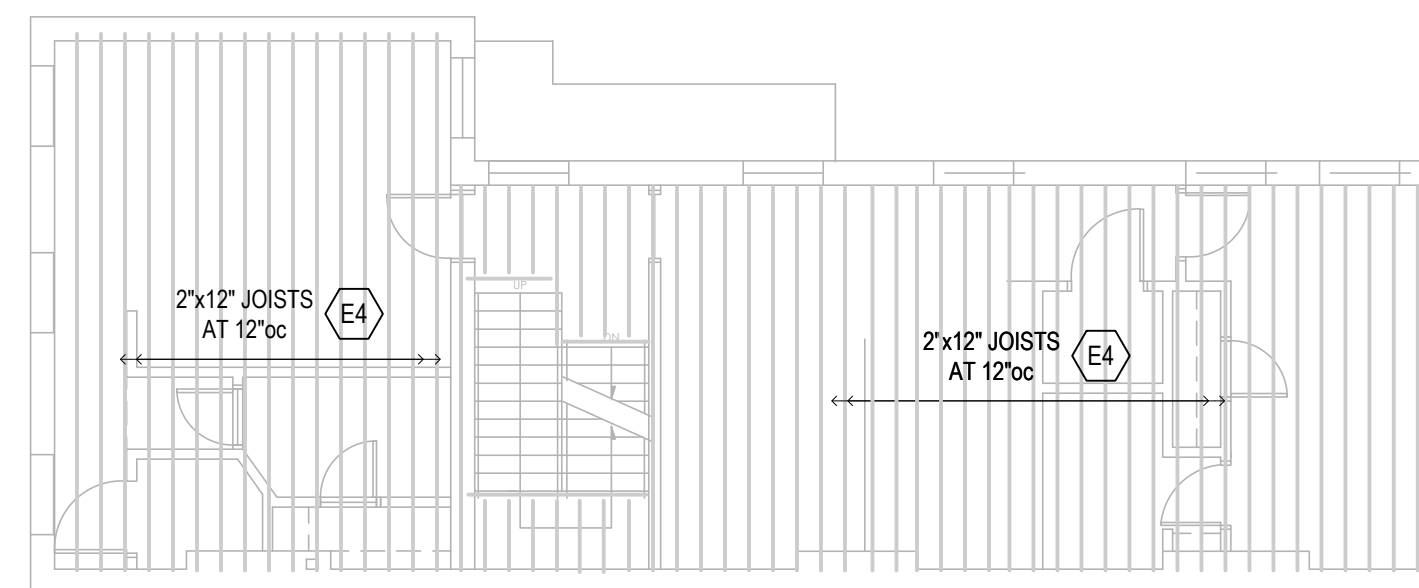 UP
2"x12" JOISTS
AT 12"oc
E4
DN
2"x12" JOISTS
AT 12"oc
E4